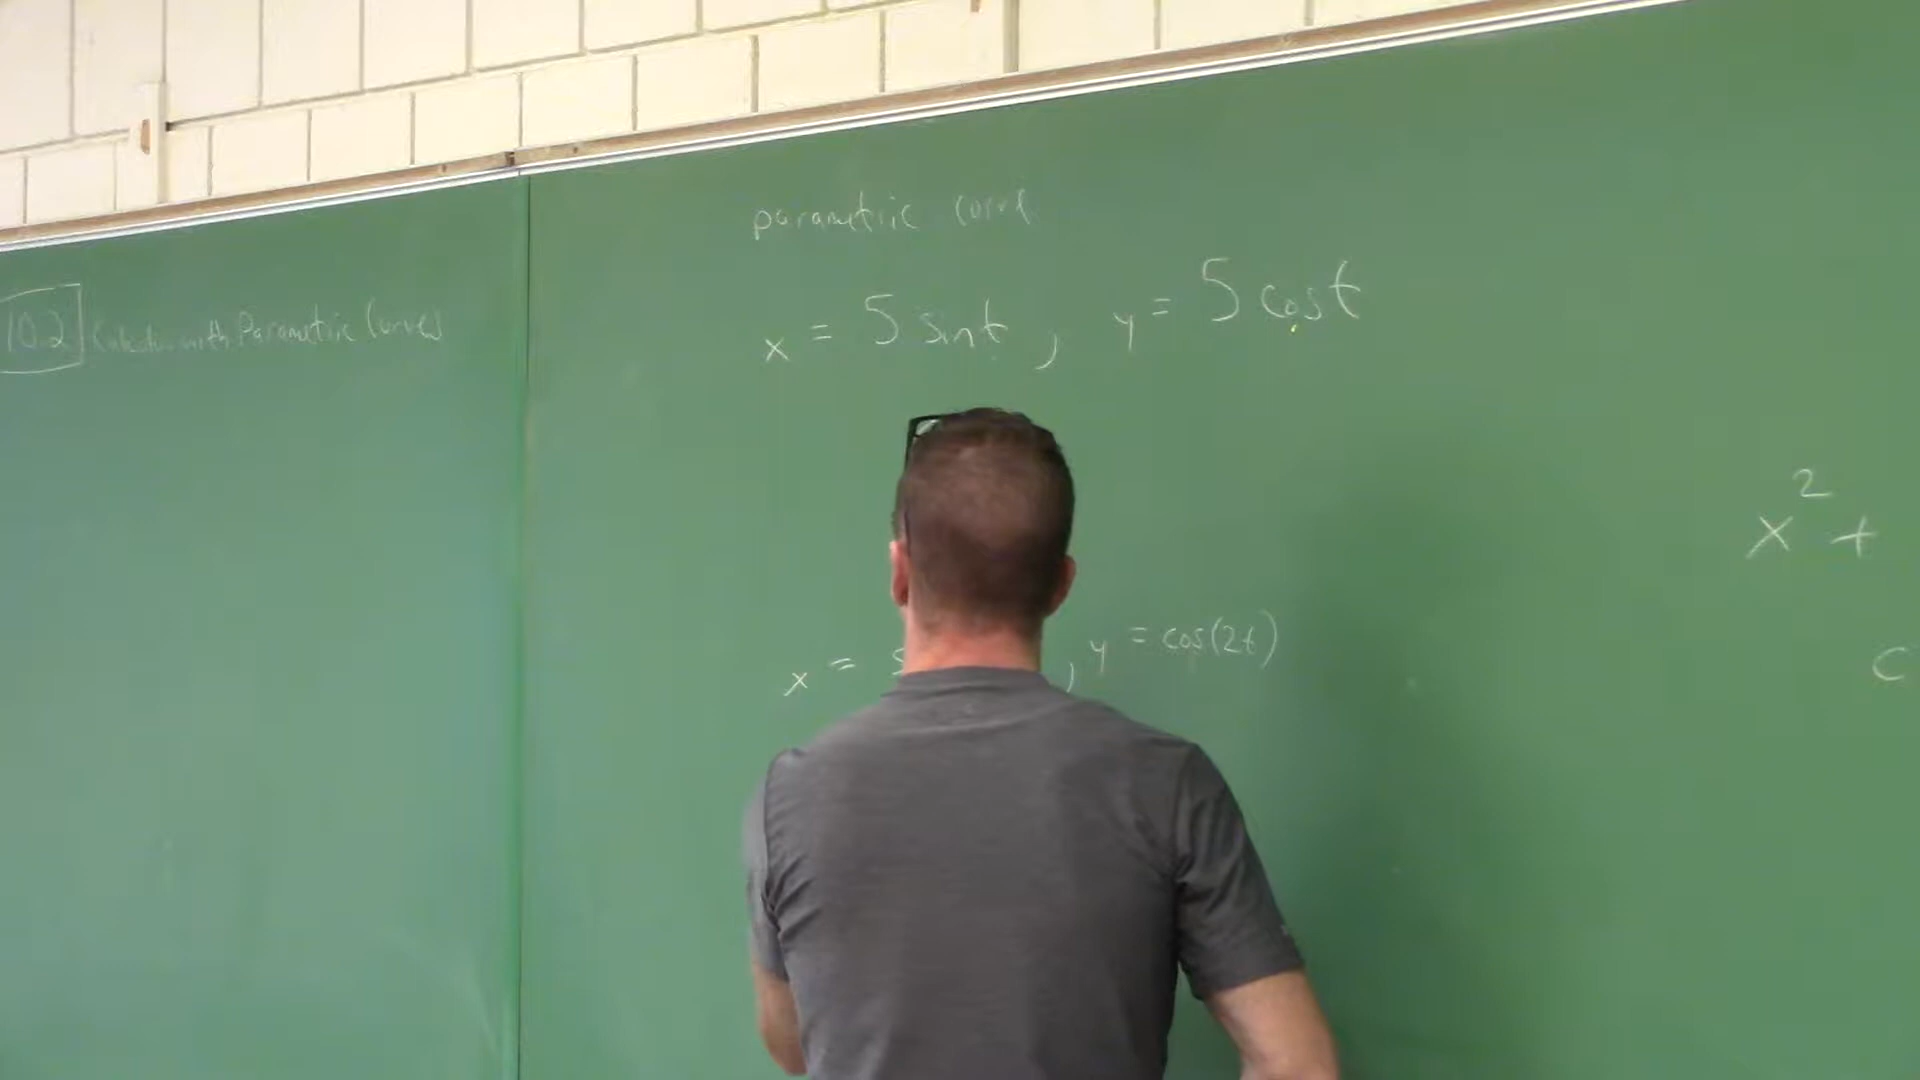 parametric curve
10.2 Calculus with Parametric Curves
x = 5 sin t , y = 5 cos t
x² +
x = s , y = cos(2t)
c